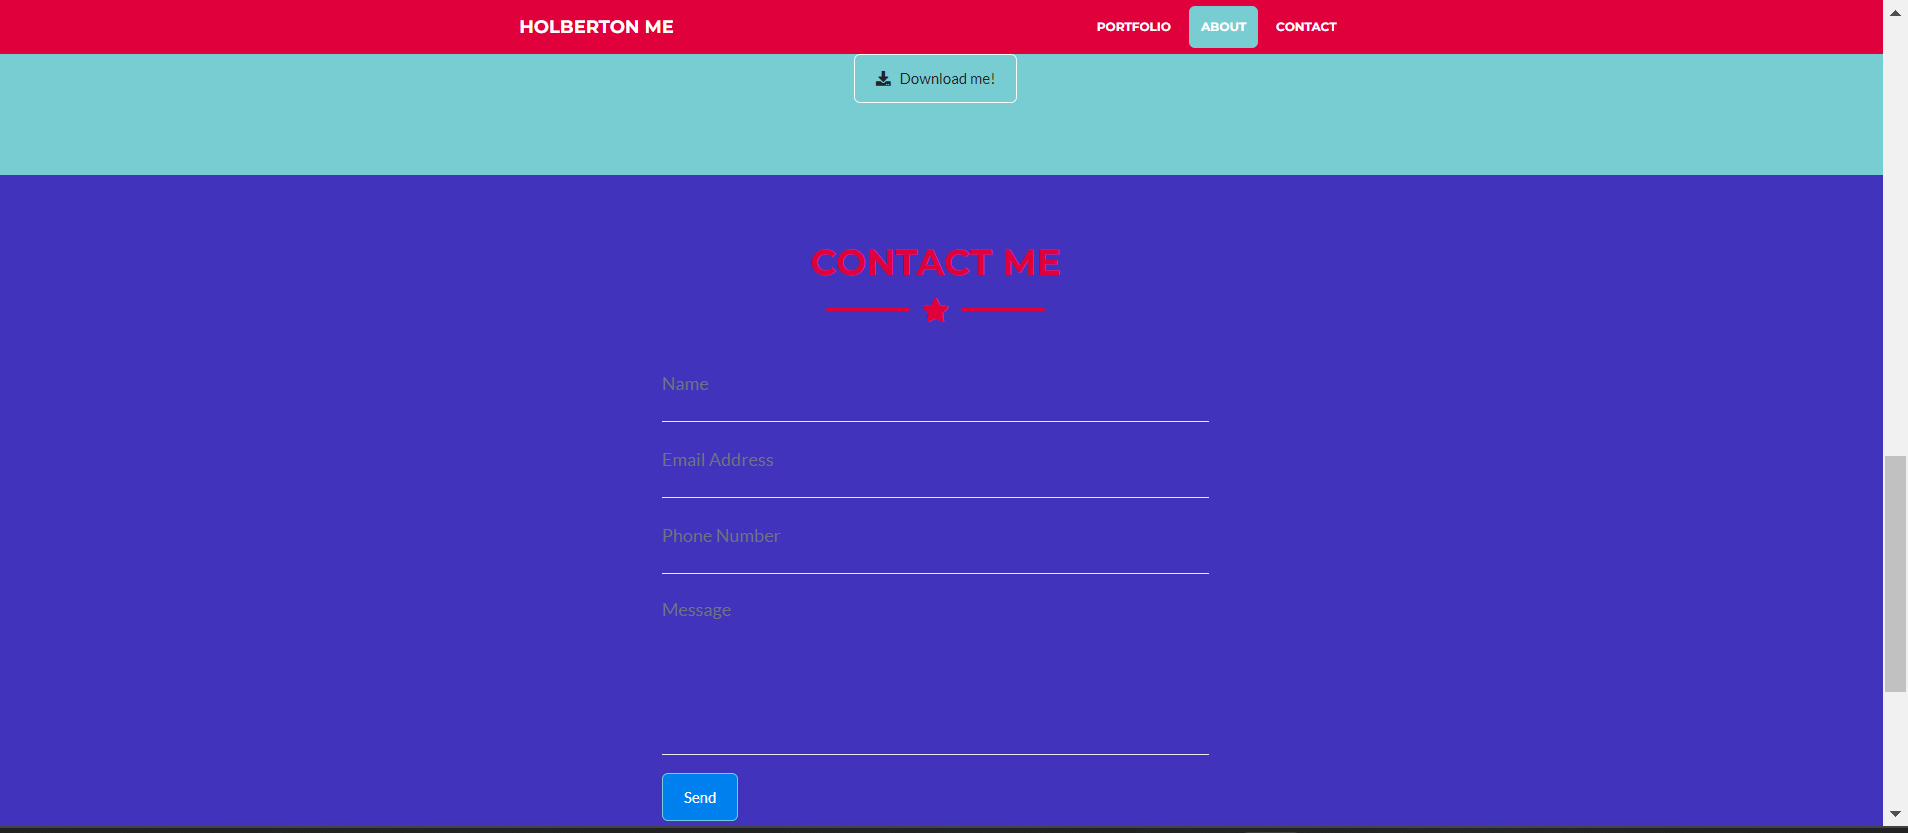 HOLBERTON ME
PORTFOLIO
ABOUT
CONTACT
Download me!
CONTACT ME
Name
Email Address
Phone Number
Message
Send